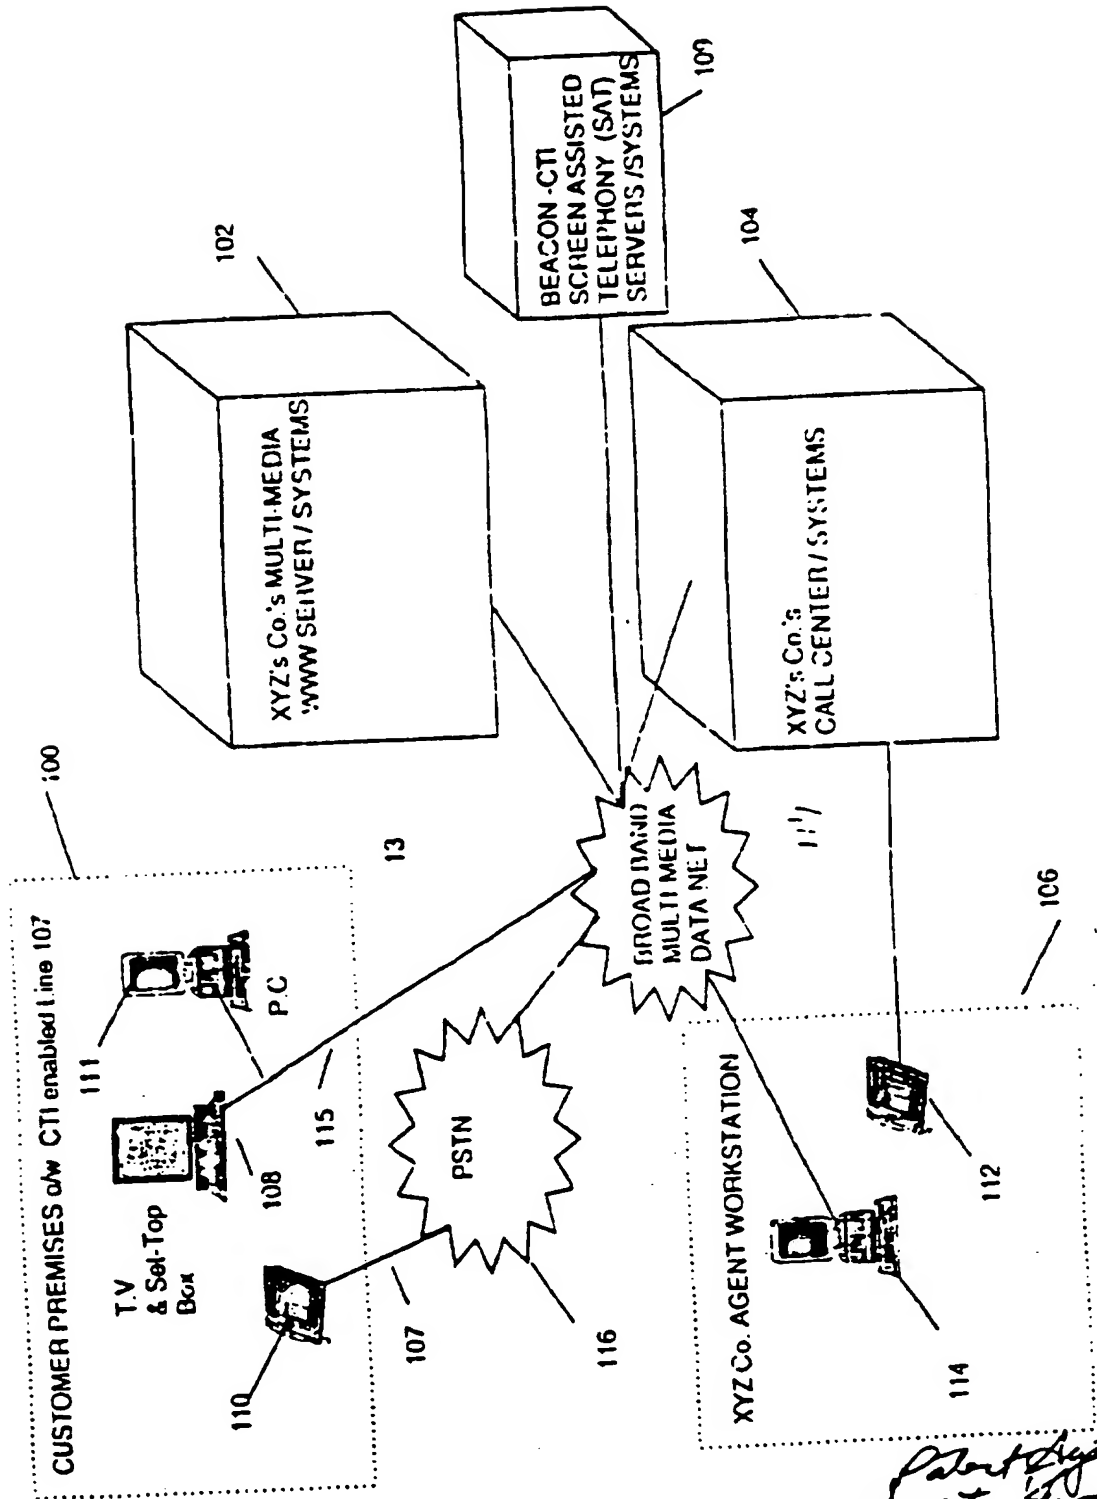 CUSTOMER PREMISES o/w CTI enabled Line 107
100
T.V
& Set-Top
Box
108
111
P.C
110
107
115
13
PSTN
116
BROAD BAND
MULTI MEDIA
DATA NET
XYZ's Co.'s MULTI-MEDIA
WWW SERVER / SYSTEMS
102
BEACON -CTI
SCREEN ASSISTED
TELEPHONY (SAT)
SERVERS /SYSTEMS
109
XYZ's Co.'s
CALL CENTER / SYSTEMS
104
XYZ Co. AGENT WORKSTATION
106
112
114
Patent